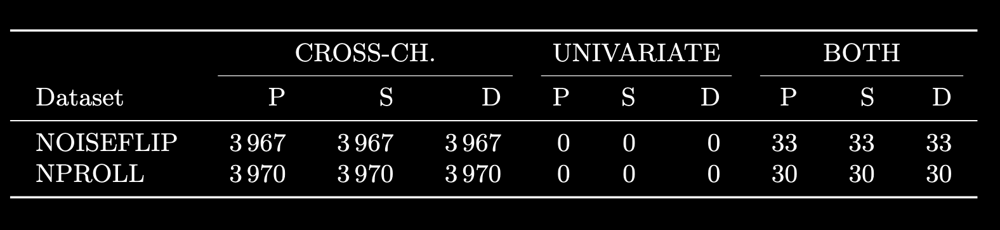 CROSS-CH. UNIVARIATE BOTH
Dataset P S D P S D P S D
NOISEFLIP 3 967 3 967 3 967 0 0 0 33 33 33
NPROLL 3 970 3 970 3 970 0 0 0 30 30 30